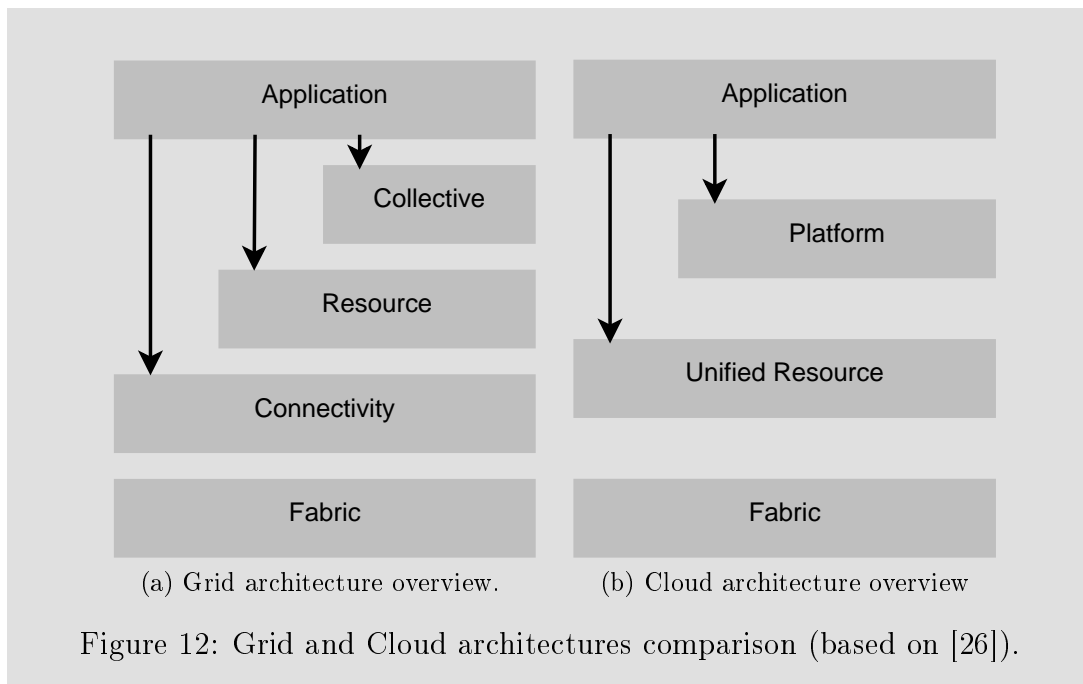 Application
Collective
Resource
Connectivity
Fabric
(a) Grid architecture overview.
Application
Platform
Unified Resource
Fabric
(b) Cloud architecture overview
Figure 12: Grid and Cloud architectures comparison (based on [26]).